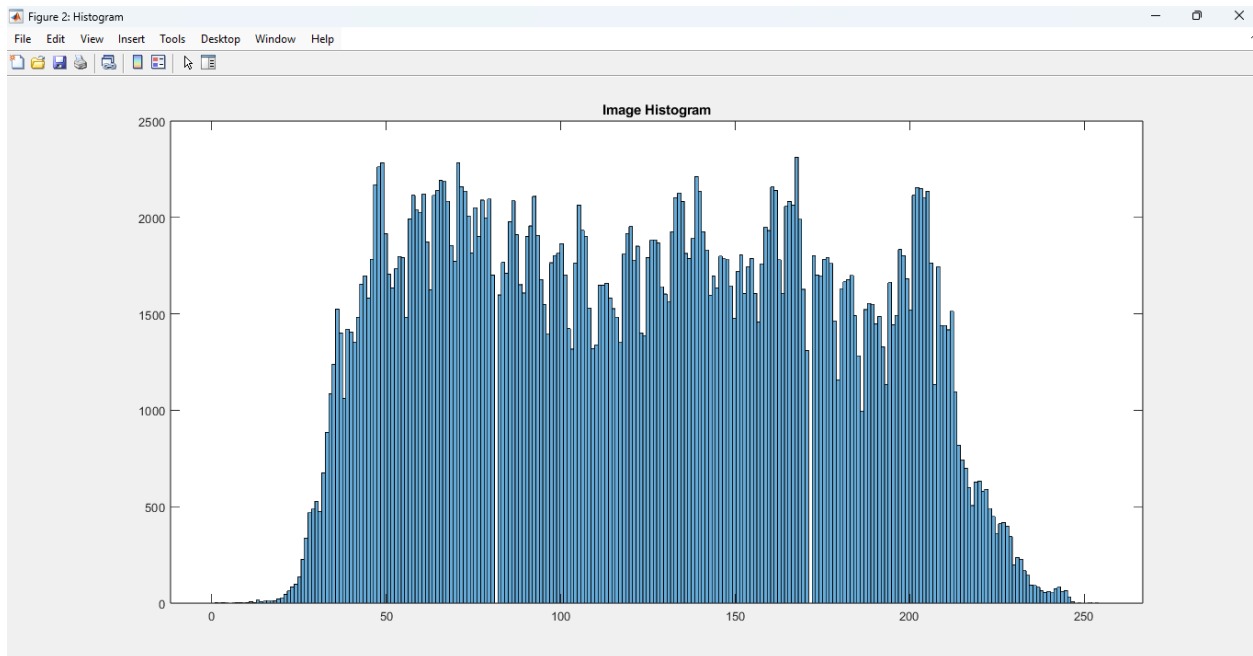 Figure 2: Histogram
File Edit View Insert Tools Desktop Window Help
Image Histogram
2500
2000
1500
1000
500
0
0 50 100 150 200 250